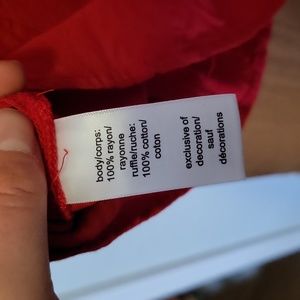 body/corps:
100% rayon/
rayonne
ruffle/ruche:
100% cotton/
coton
exclusive of
decoration/
sauf
décorations